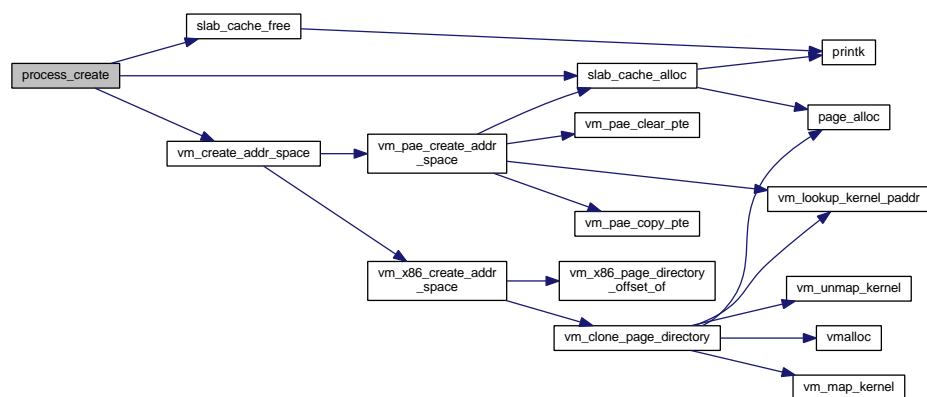 slab_cache_free
printk
process_create
slab_cache_alloc
page_alloc
vm_pae_clear_pte
vm_create_addr_space
vm_pae_create_addr
_space
vm_lookup_kernel_paddr
vm_pae_copy_pte
vm_x86_create_addr
_space
vm_x86_page_directory
_offset_of
vm_unmap_kernel
vm_clone_page_directory
vmalloc
vm_map_kernel